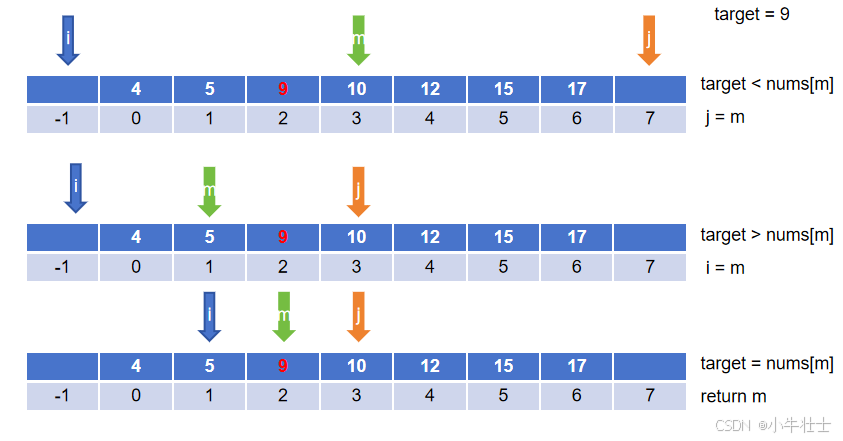 target = 9
i m j
4 5 9 10 12 15 17
target < nums[m]
-1 0 1 2 3 4 5 6 7
j = m
i m j
4 5 9 10 12 15 17
target > nums[m]
-1 0 1 2 3 4 5 6 7
i = m
i m j
4 5 9 10 12 15 17
target = nums[m]
-1 0 1 2 3 4 5 6 7
return m
CSDN @小牛壮士